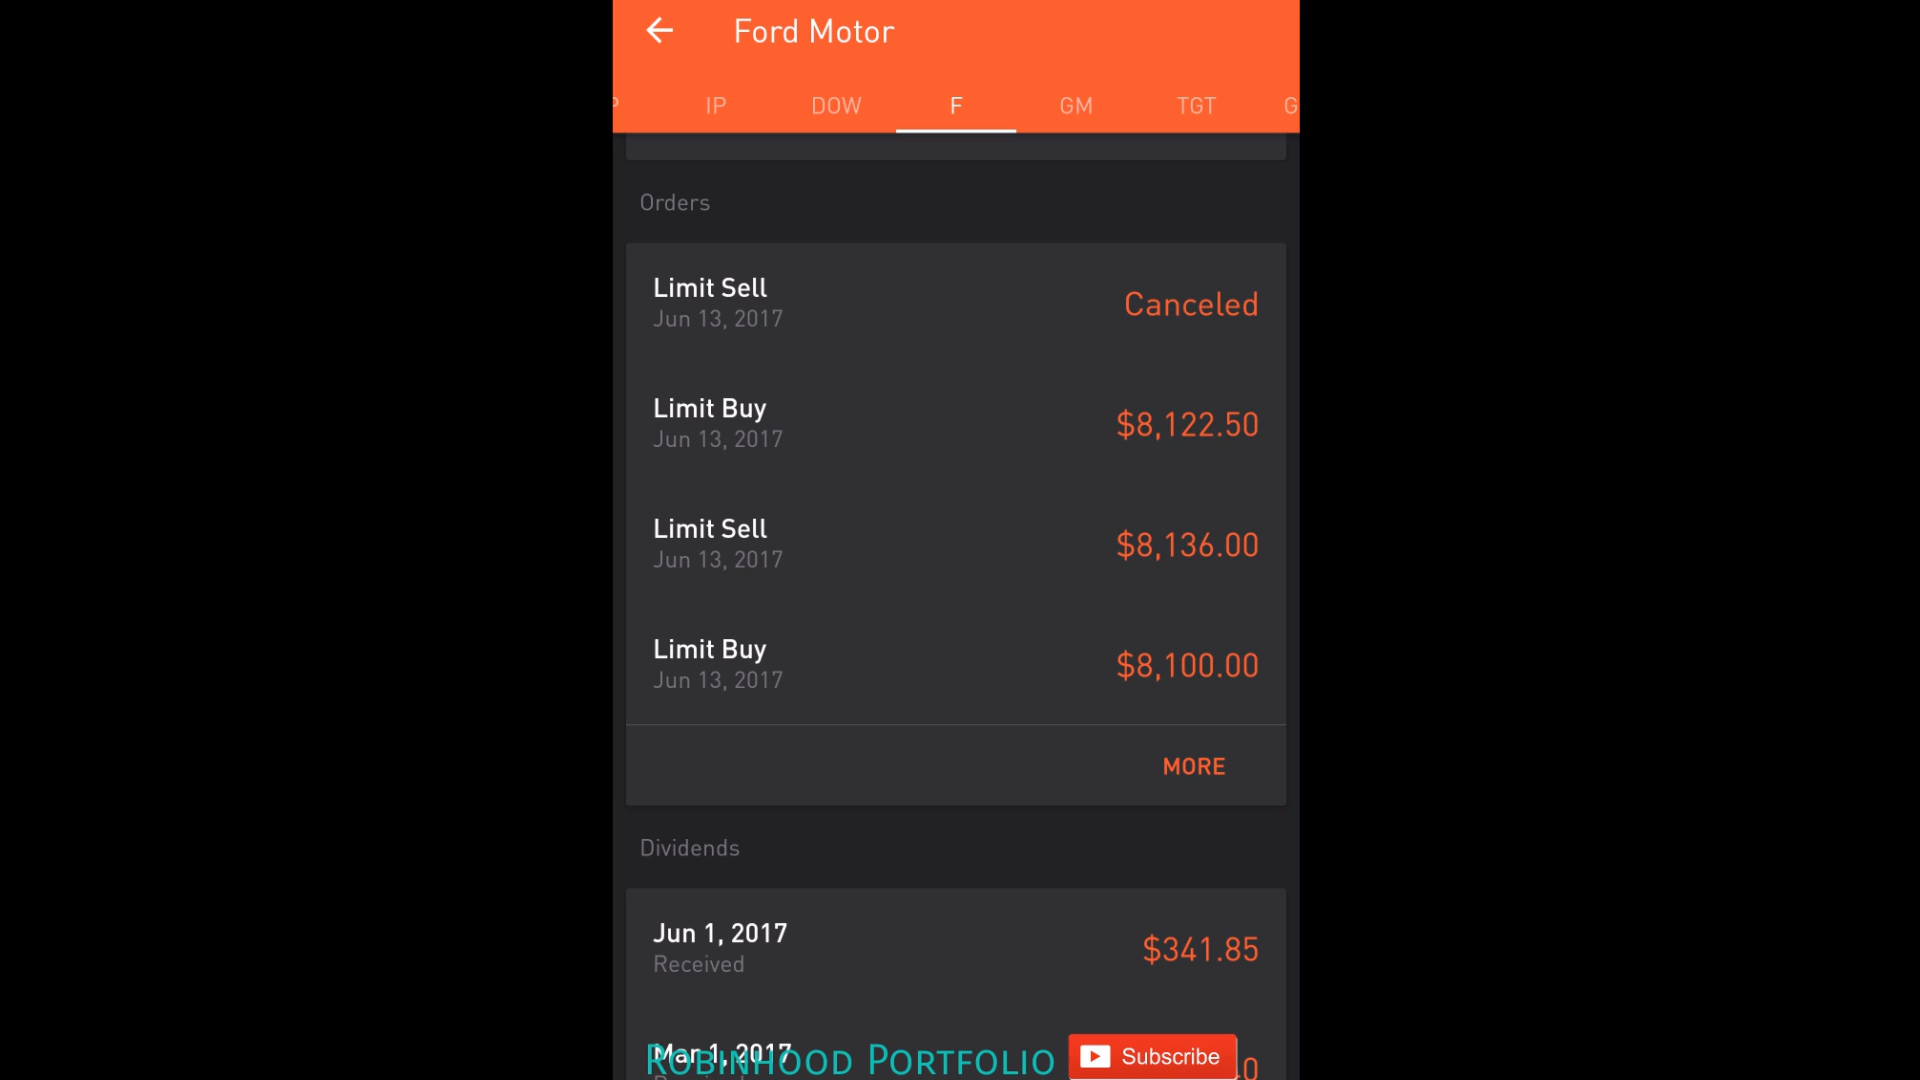 Ford Motor
IP DOW F GM TGT G
Orders
Limit Sell
Jun 13, 2017
Canceled
Limit Buy
Jun 13, 2017
$8,122.50
Limit Sell
Jun 13, 2017
$8,136.00
Limit Buy
Jun 13, 2017
$8,100.00
MORE
Dividends
Jun 1, 2017
Received
$341.85
Mar 1, 2017
ROBINHOOD PORTFOLIO
Subscribe